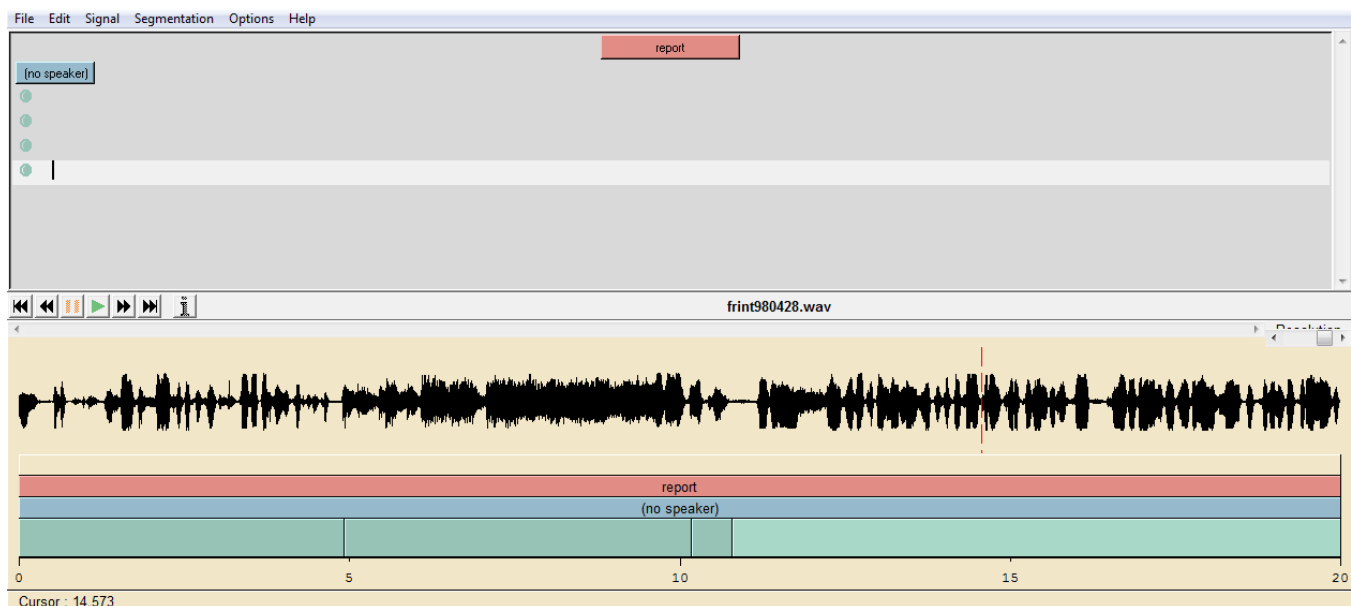 File Edit Signal Segmentation Options Help
report
(no speaker)
i
frint980428.wav
Resolution
report
(no speaker)
0 5 10 15 20
Cursor : 14.573